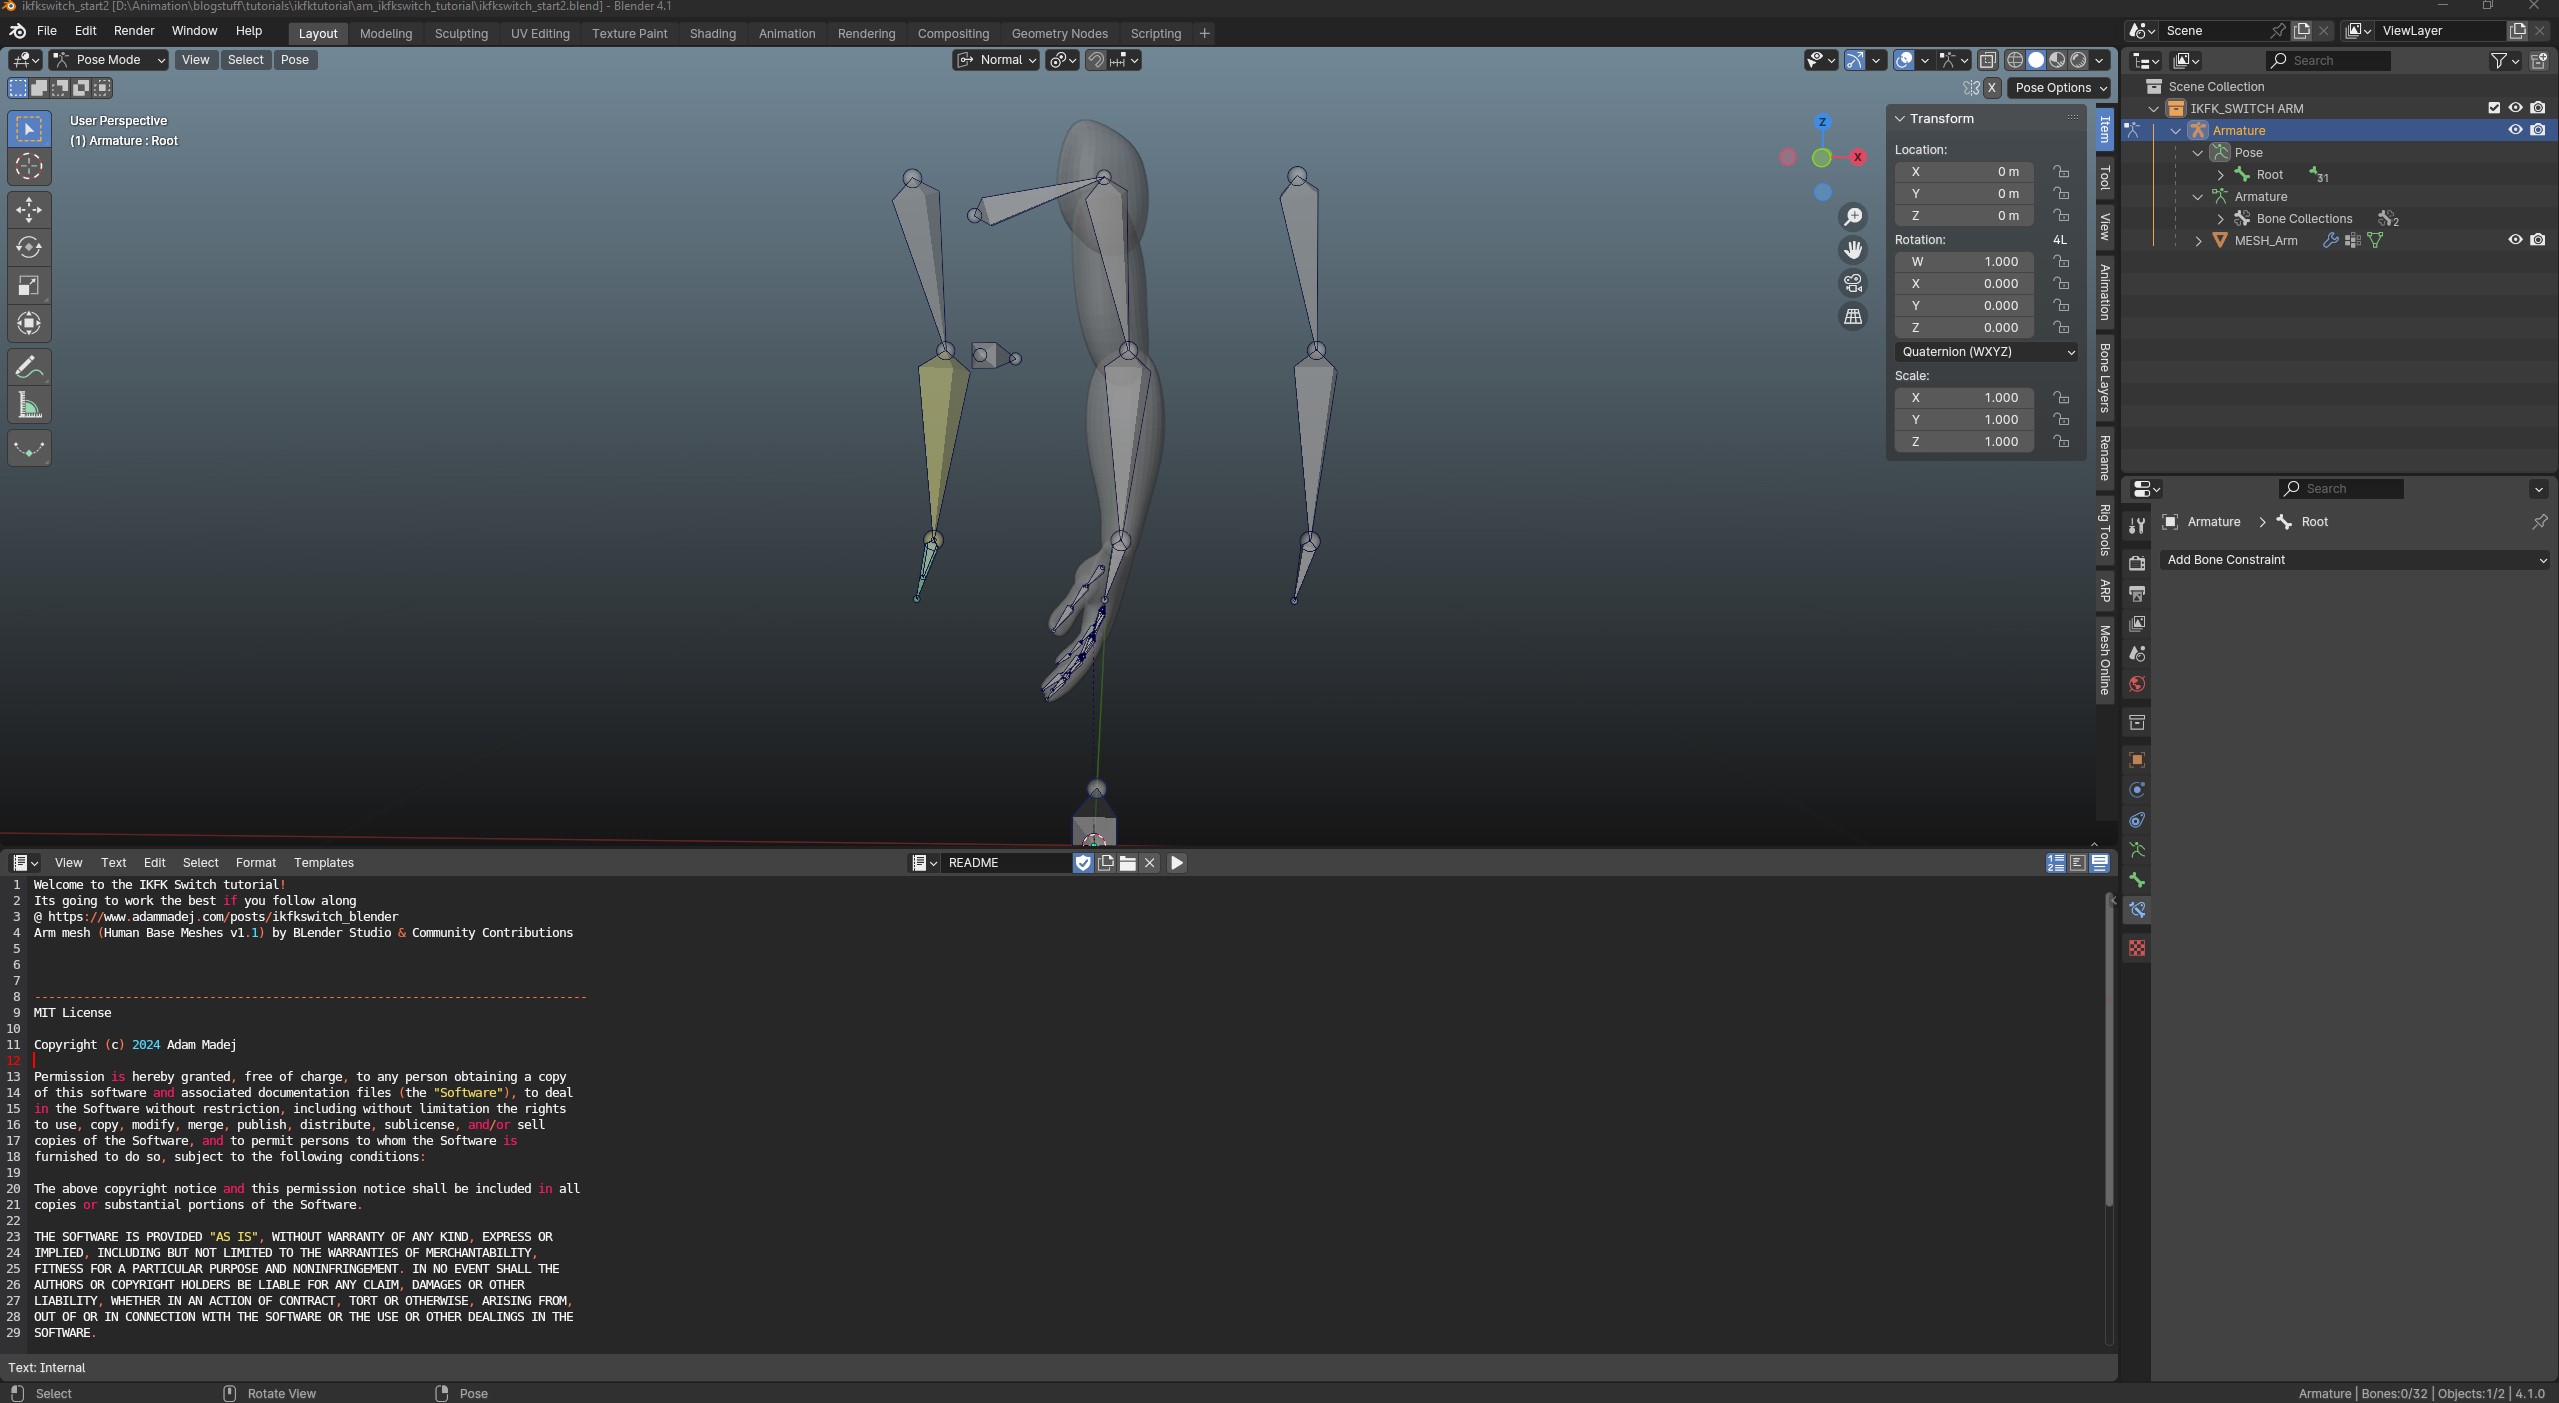 ikfkswitch_start2 [D:\Animation\blogstuff\tutorials\ikfktutorial\am_ikfkswitch_tutorial\ikfkswitch_start2.blend] - Blender 4.1
File Edit Render Window Help Layout Modeling Sculpting UV Editing Texture Paint Shading Animation Rendering Compositing Geometry Nodes Scripting + Scene ViewLayer
Pose Mode View Select Pose Normal
Search
X Pose Options
Scene Collection
IKFK_SWITCH ARM
Armature
Pose
Root 31
Armature
Bone Collections 2
MESH_Arm
User Perspective
(1) Armature : Root
Z
X
Transform
Location:
X 0 m
Y 0 m
Z 0 m
Rotation: 4L
W 1.000
X 0.000
Y 0.000
Z 0.000
Quaternion (WXYZ)
Scale:
X 1.000
Y 1.000
Z 1.000
Item
Tool
View
Animation
Bone Layers
Rename
Rig Tools
ARP
Mesh Online
Search
Armature > Root
Add Bone Constraint
View Text Edit Select Format Templates README
1 Welcome to the IKFK Switch tutorial!
2 Its going to work the best if you follow along
3 @ https://www.adammadej.com/posts/ikfkswitch_blender
4 Arm mesh (Human Base Meshes v1.1) by BLender Studio & Community Contributions
5
6
7
8 -------------------------------------------------------------------------------
9 MIT License
10
11 Copyright (c) 2024 Adam Madej
12
13 Permission is hereby granted, free of charge, to any person obtaining a copy
14 of this software and associated documentation files (the "Software"), to deal
15 in the Software without restriction, including without limitation the rights
16 to use, copy, modify, merge, publish, distribute, sublicense, and/or sell
17 copies of the Software, and to permit persons to whom the Software is
18 furnished to do so, subject to the following conditions:
19
20 The above copyright notice and this permission notice shall be included in all
21 copies or substantial portions of the Software.
22
23 THE SOFTWARE IS PROVIDED "AS IS", WITHOUT WARRANTY OF ANY KIND, EXPRESS OR
24 IMPLIED, INCLUDING BUT NOT LIMITED TO THE WARRANTIES OF MERCHANTABILITY,
25 FITNESS FOR A PARTICULAR PURPOSE AND NONINFRINGEMENT. IN NO EVENT SHALL THE
26 AUTHORS OR COPYRIGHT HOLDERS BE LIABLE FOR ANY CLAIM, DAMAGES OR OTHER
27 LIABILITY, WHETHER IN AN ACTION OF CONTRACT, TORT OR OTHERWISE, ARISING FROM,
28 OUT OF OR IN CONNECTION WITH THE SOFTWARE OR THE USE OR OTHER DEALINGS IN THE
29 SOFTWARE.
Text: Internal
Select Rotate View Pose Armature | Bones:0/32 | Objects:1/2 | 4.1.0